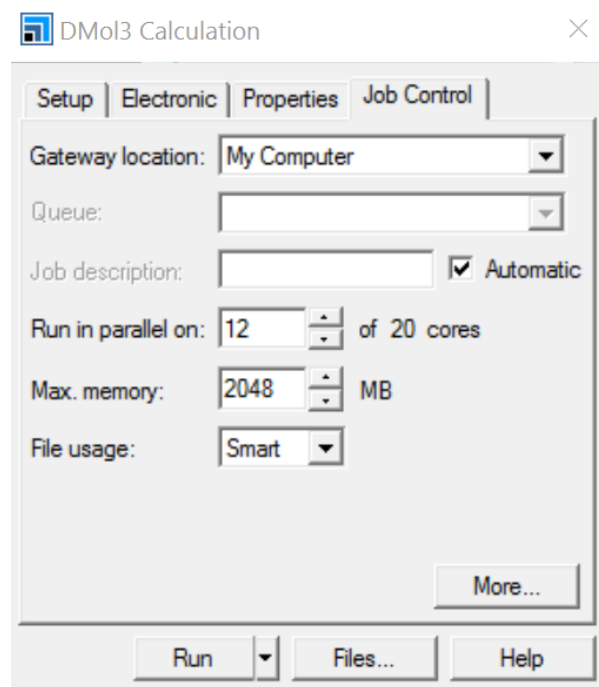 DMol3 Calculation
Setup Electronic Properties Job Control
Gateway location: My Computer
Queue:
Job description: Automatic
Run in parallel on: 12 of 20 cores
Max. memory: 2048 MB
File usage: Smart
More...
Run Files... Help